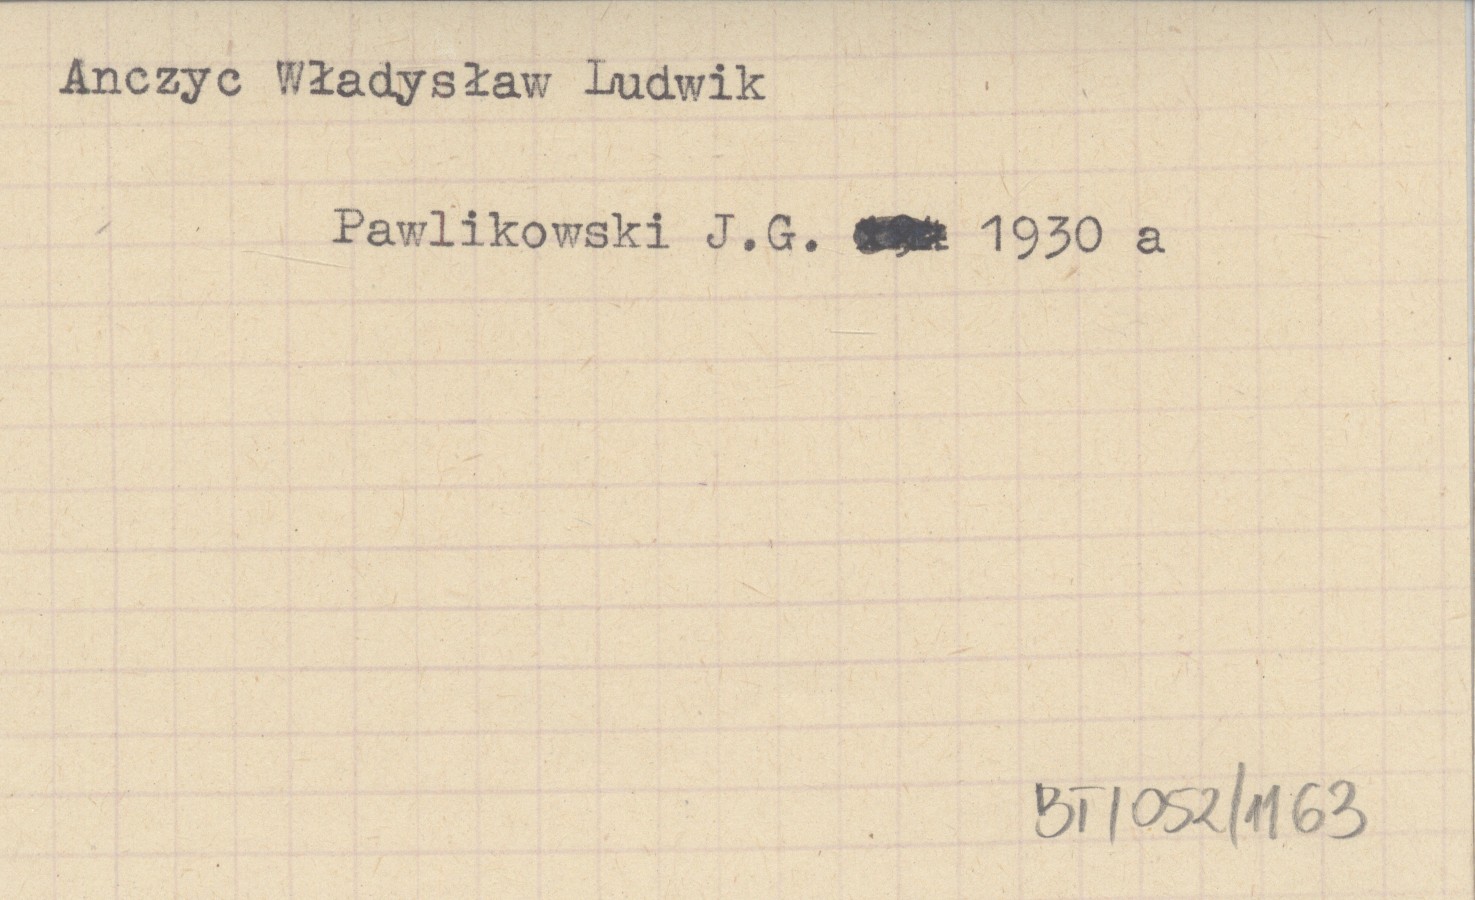 Anczyc Władysław Ludwik
Pawlikowski J.G. 1930 a
BT/052/1163